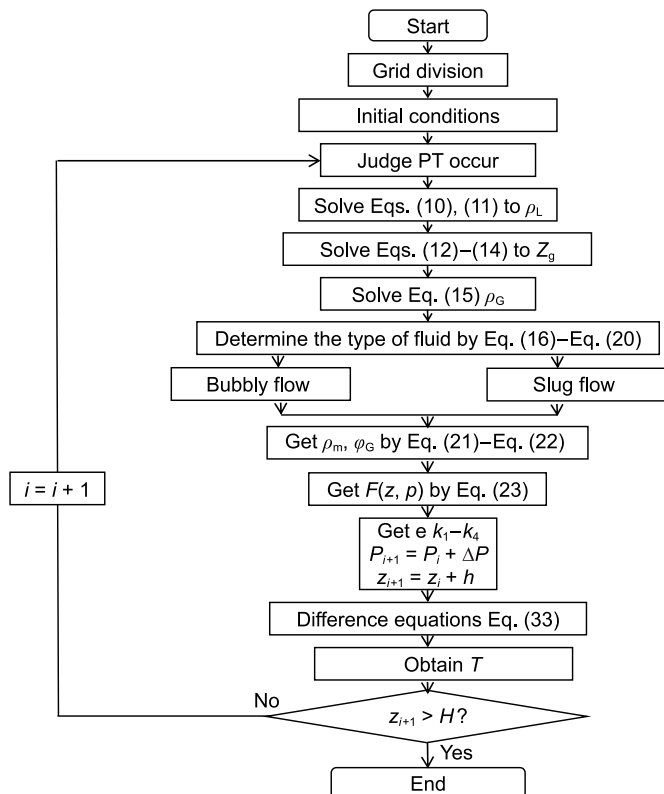 Start
Grid division
Initial conditions
Judge PT occur
Solve Eqs. (10), (11) to ρL
Solve Eqs. (12)–(14) to Zg
Solve Eq. (15) ρG
Determine the type of fluid by Eq. (16)–Eq. (20)
Bubbly flow
Slug flow
Get ρm, φG by Eq. (21)–Eq. (22)
i = i + 1
Get F(z, p) by Eq. (23)
Get e k1–k4
Pi+1 = Pi + ΔP
zi+1 = zi + h
Difference equations Eq. (33)
Obtain T
No
zi+1 > H?
Yes
End